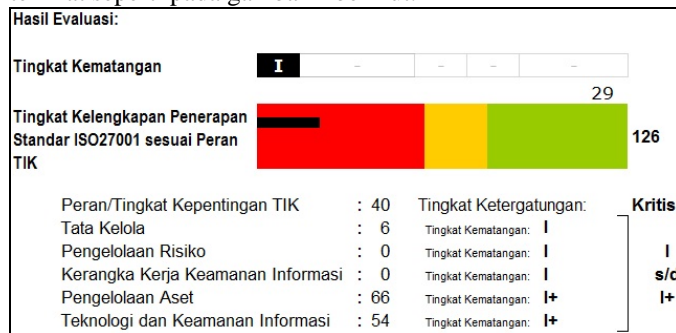 Hasil Evaluasi:
Tingkat Kematangan I - - - -
29
Tingkat Kelengkapan Penerapan
Standar ISO27001 sesuai Peran 126
TIK
Peran/Tingkat Kepentingan TIK : 40 Tingkat Ketergatungan: Kritis
Tata Kelola : 6 Tingkat Kematangan: I
Pengelolaan Risiko : 0 Tingkat Kematangan: I I
Kerangka Kerja Keamanan Informasi : 0 Tingkat Kematangan: I s/d
Pengelolaan Aset : 66 Tingkat Kematangan: I+ I+
Teknologi dan Keamanan Informasi : 54 Tingkat Kematangan: I+